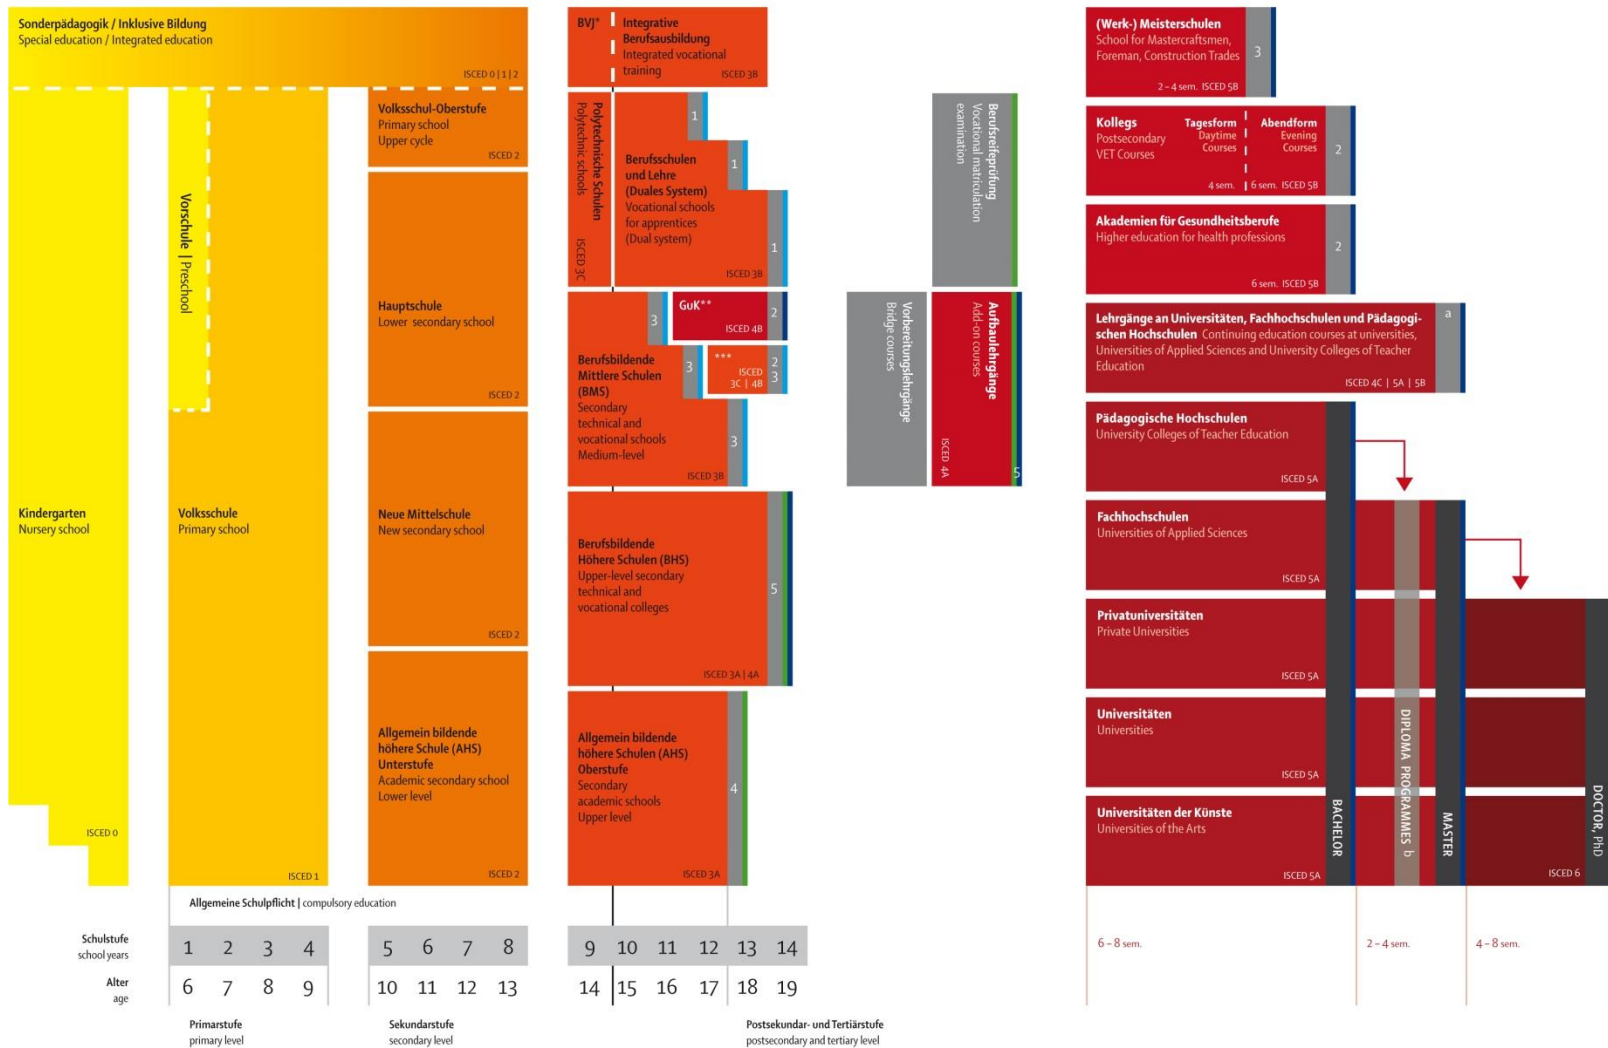 Sonderpädagogik / Inklusive Bildung
Special education / Integrated education
ISCED 0 | 1 | 2
Kindergarten
Nursery school
ISCED 0
Vorschule | Preschool
Volksschule
Primary school
ISCED 1
Volksschul-Oberstufe
Primary school
Upper cycle
ISCED 2
Hauptschule
Lower secondary school
ISCED 2
Neue Mittelschule
New secondary school
ISCED 2
Allgemein bildende
höhere Schule (AHS)
Unterstufe
Academic secondary school
Lower level
ISCED 2
BVJ*
Integrative
Berufsausbildung
Integrated vocational
training
ISCED 3B
Polytechnische Schulen
Polytechnic schools
ISCED 3C
1
1
1
Berufsschulen
und Lehre
(Duales System)
Vocational schools
for apprentices
(Dual system)
ISCED 3B
3
GuK**
ISCED 4B
2
3
***
ISCED
3C | 4B
2
3
Berufsbildende
Mittlere Schulen
(BMS)
Secondary
technical and
vocational schools
Medium-level
3
ISCED 3B
Berufsbildende
Höhere Schulen (BHS)
Upper-level secondary
technical and
vocational colleges
5
ISCED 3A | 4A
Allgemein bildende
höhere Schulen (AHS)
Oberstufe
Secondary
academic schools
Upper level
4
ISCED 3A
Berufsreifeprüfung
Vocational matriculation
examination
Vorbereitungslehrgänge
Bridge courses
Aufbaulehrgänge
Add-on courses
ISCED 4A
5
(Werk-) Meisterschulen
School for Mastercraftsmen,
Foreman, Construction Trades
3
2 – 4 sem. ISCED 5B
Kollegs
Postsecondary
VET Courses
Tagesform
Daytime
Courses
4 sem.
Abendform
Evening
Courses
6 sem. ISCED 5B
2
Akademien für Gesundheitsberufe
Higher education for health professions
2
6 sem. ISCED 5B
Lehrgänge an Universitäten, Fachhochschulen und Pädagogi-
schen Hochschulen Continuing education courses at universities,
Universities of Applied Sciences and University Colleges of Teacher
Education
a
ISCED 4C | 5A | 5B
Pädagogische Hochschulen
University Colleges of Teacher Education
ISCED 5A
Fachhochschulen
Universities of Applied Sciences
ISCED 5A
Privatuniversitäten
Private Universities
ISCED 5A
Universitäten
Universities
ISCED 5A
Universitäten der Künste
Universities of the Arts
ISCED 5A
BACHELOR
DIPLOMA PROGRAMMES b
MASTER
ISCED 6
DOCTOR, PhD
Allgemeine Schulpflicht | compulsory education
Schulstufe
school years
1 2 3 4 5 6 7 8 9 10 11 12 13 14
Alter
age
6 7 8 9 10 11 12 13 14 15 16 17 18 19
6 – 8 sem.
2 – 4 sem.
4 – 8 sem.
Primarstufe
primary level
Sekundarstufe
secondary level
Postsekundar- und Tertiärstufe
postsecondary and tertiary level